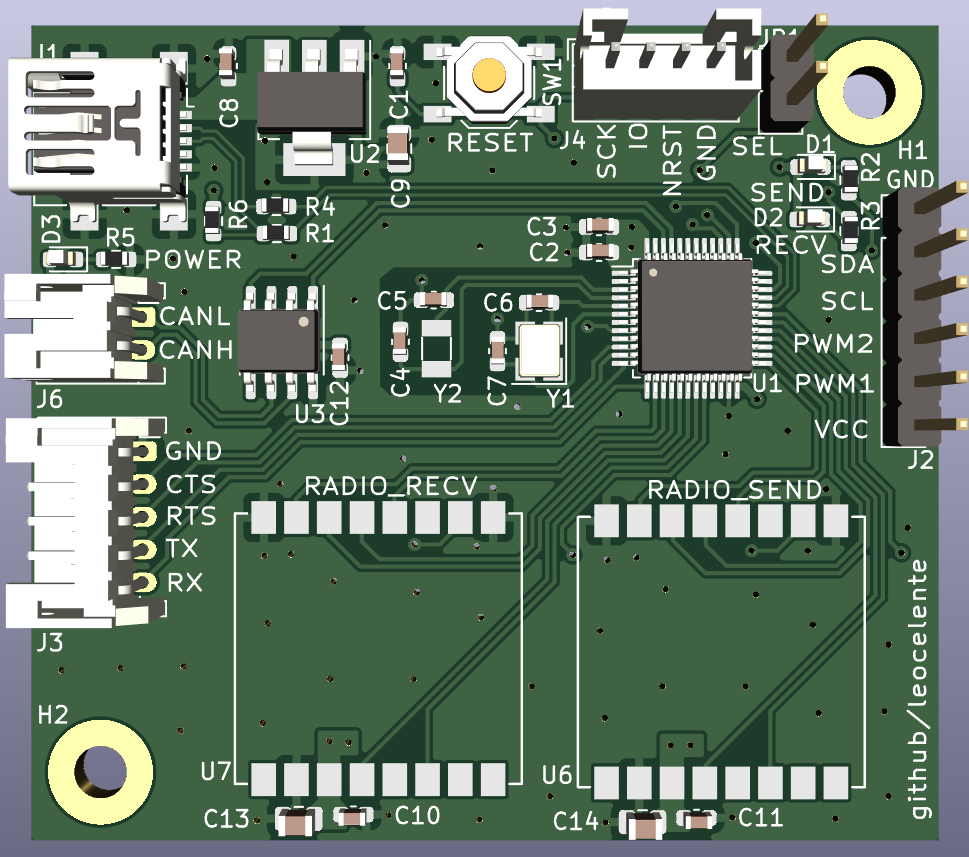 J1
C8
U2
C1
C9
RESET
SW1
J4
SCK
IO
NRST
GND
JP1
SEL
D1
R2
H1
SEND
GND
D2
R3
RECV
SDA
SCL
PWM2
PWM1
VCC
J2
D3
R5
POWER
R6
R4
R1
C3
C2
C5
C6
CANL
CANH
J6
U3
C12
C4
Y2
C7
Y1
U1
GND
CTS
RTS
TX
RX
J3
RADIO_RECV
RADIO_SEND
H2
U7
U6
C13
C10
C14
C11
github/leocelente